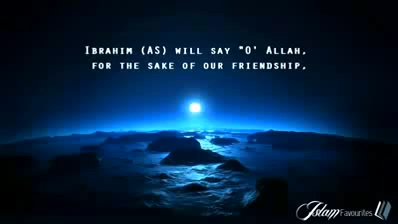 Ibrahim (AS) will say "O' Allah,
for the sake of our friendship,
Islam Favourites